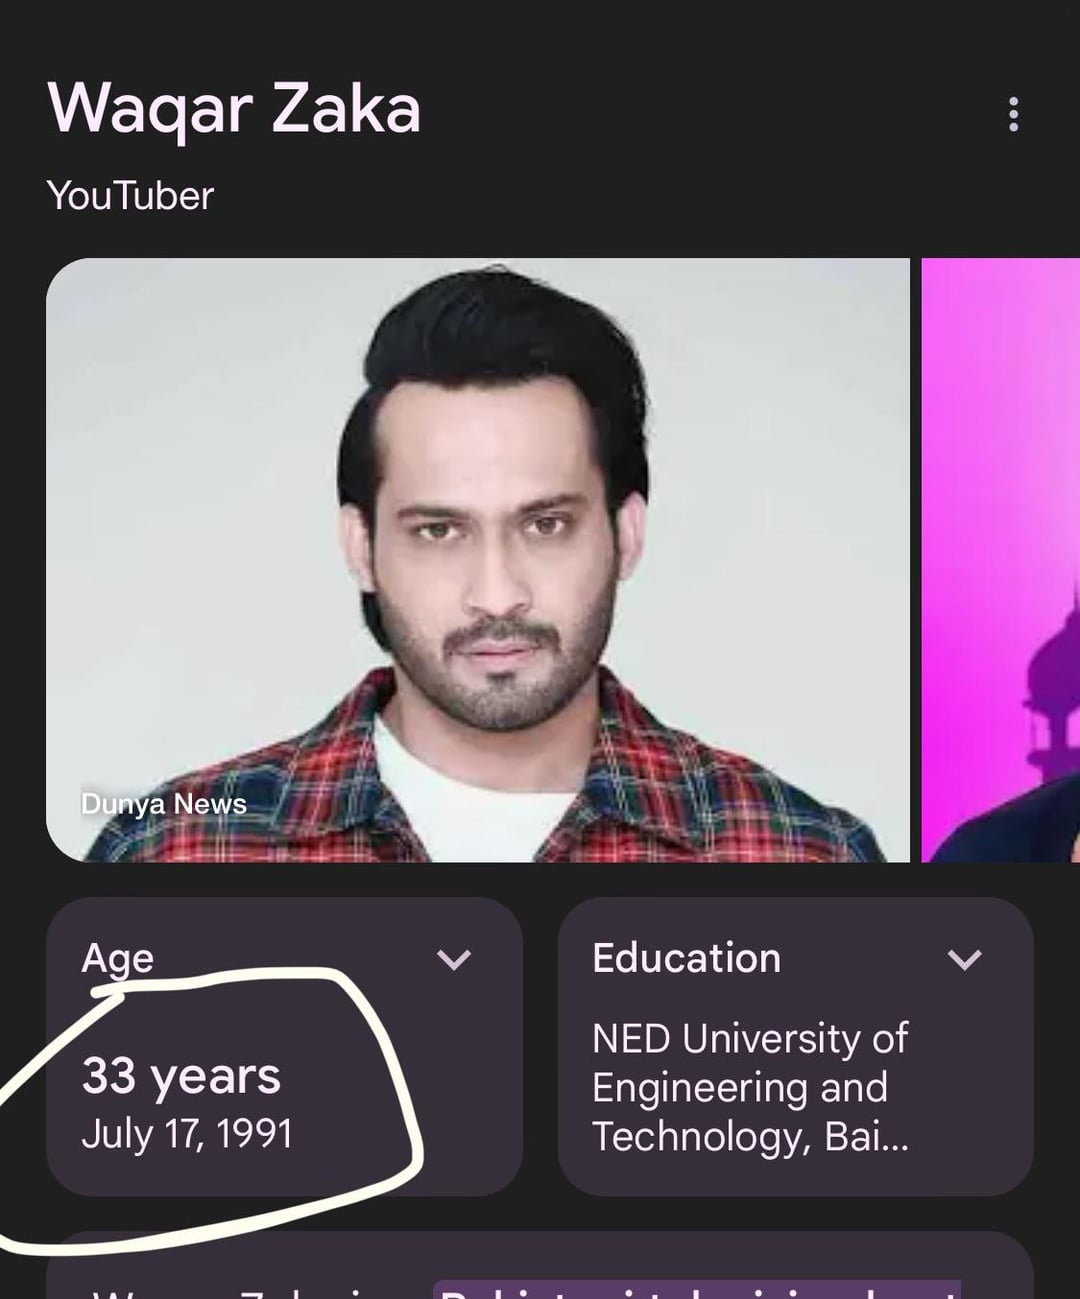 Waqar Zaka
YouTuber
Dunya News
Age
33 years
July 17, 1991
Education
NED University of
Engineering and
Technology, Bai...